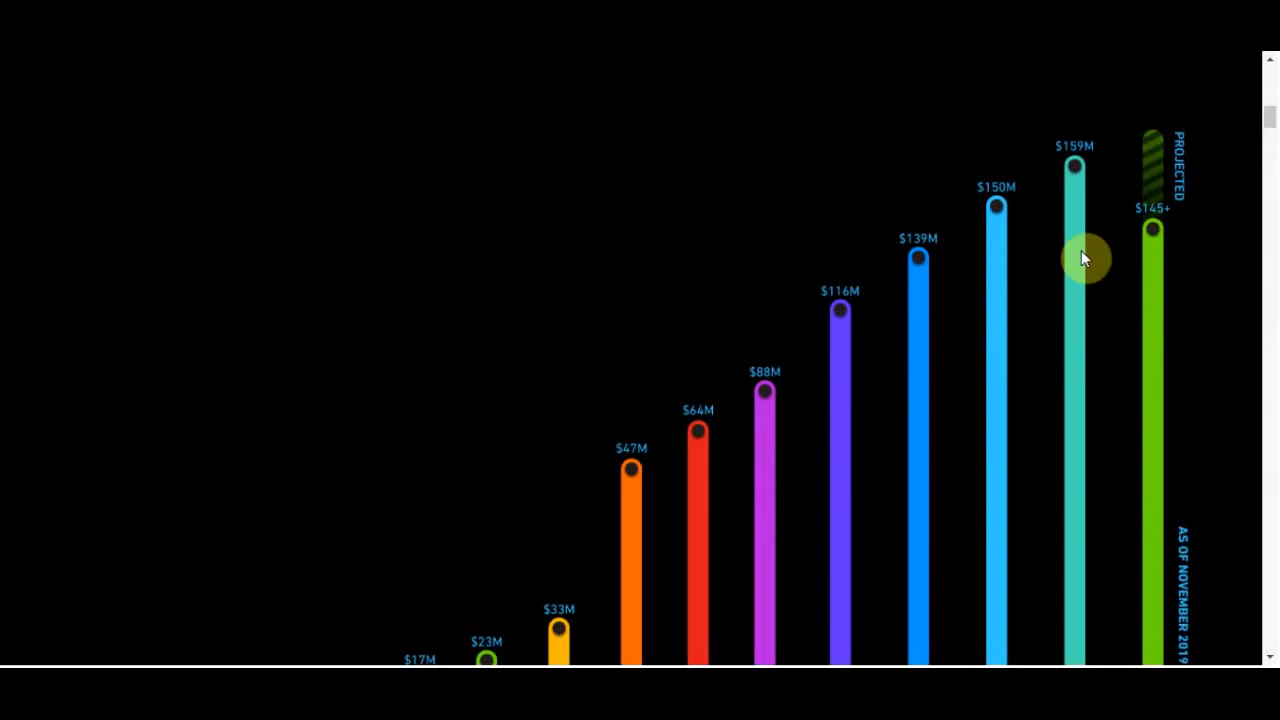 $17M
$23M
$33M
$47M
$64M
$88M
$116M
$139M
$150M
$159M
$145+
PROJECTED
AS OF NOVEMBER 2019